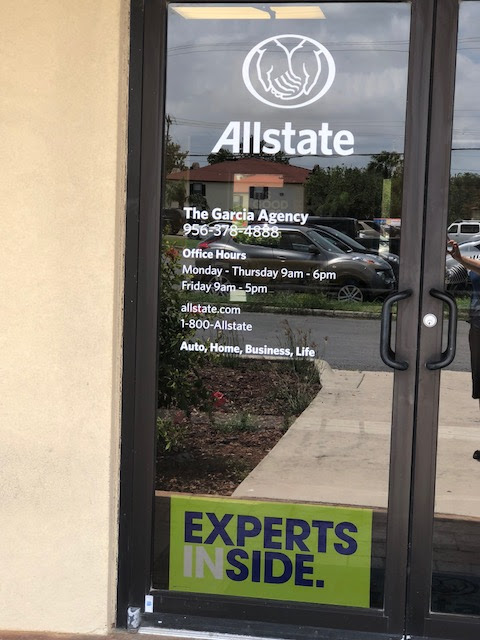 Allstate
The Garcia Agency
956-378-4888
Office Hours
Monday - Thursday 9am - 6pm
Friday 9am - 5pm
allstate.com
1-800-Allstate
Auto, Home, Business, Life
EXPERTS
INSIDE.